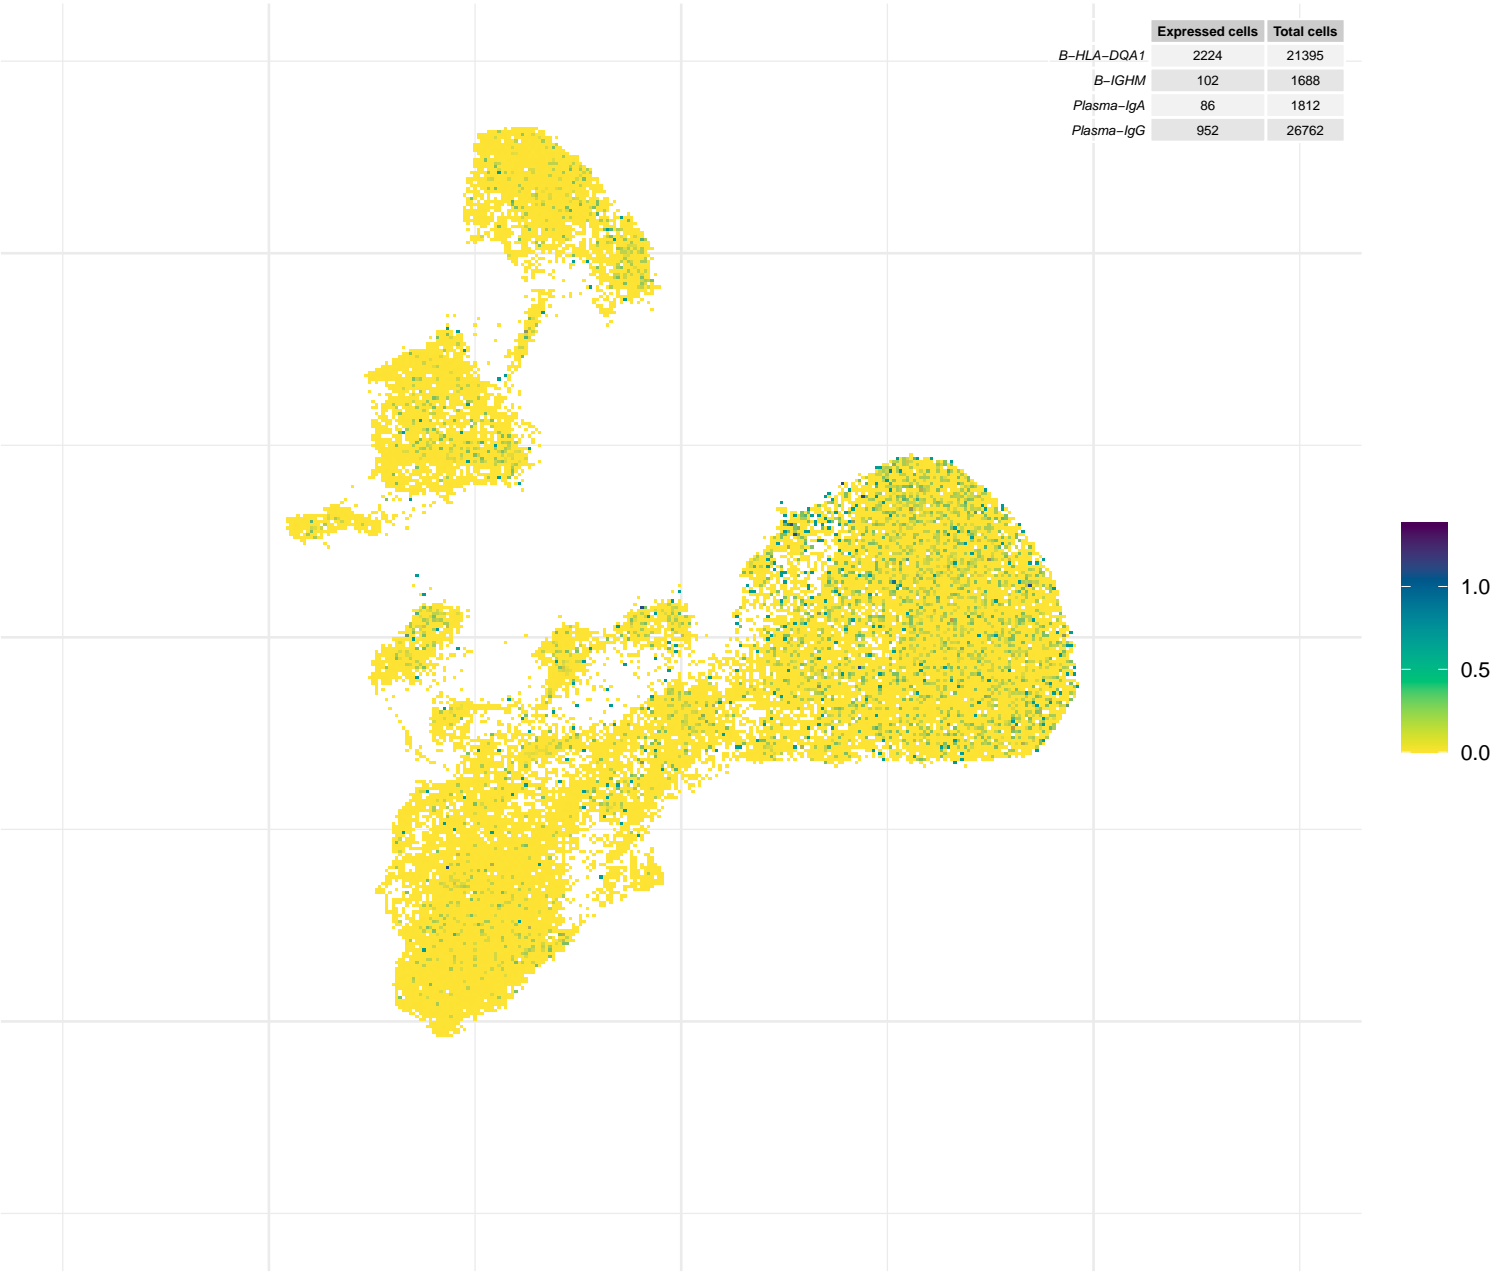 Expressed cells Total cells
B−HLA−DQA1 2224 21395
B−IGHM 102 1688
Plasma−IgA 86 1812
Plasma−IgG 952 26762
1.0
0.5
0.0